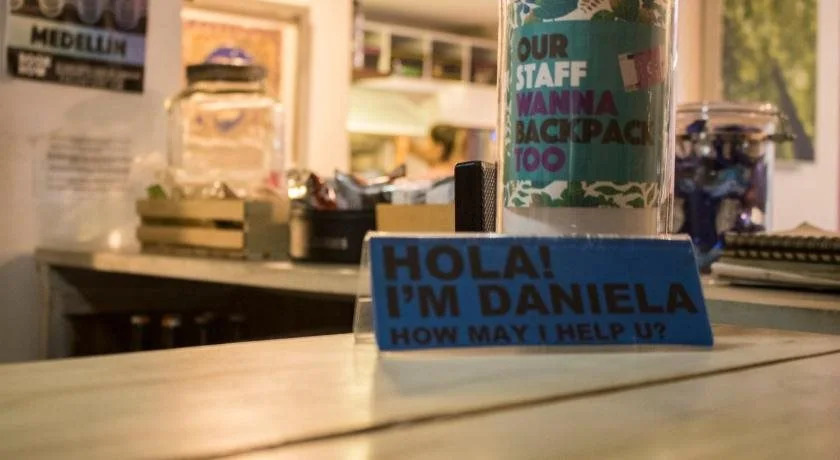 MEDELLIN
OUR
STAFF
WANNA
BACKPACK
TOO
HOLA!
I'M DANIELA
HOW MAY I HELP U?